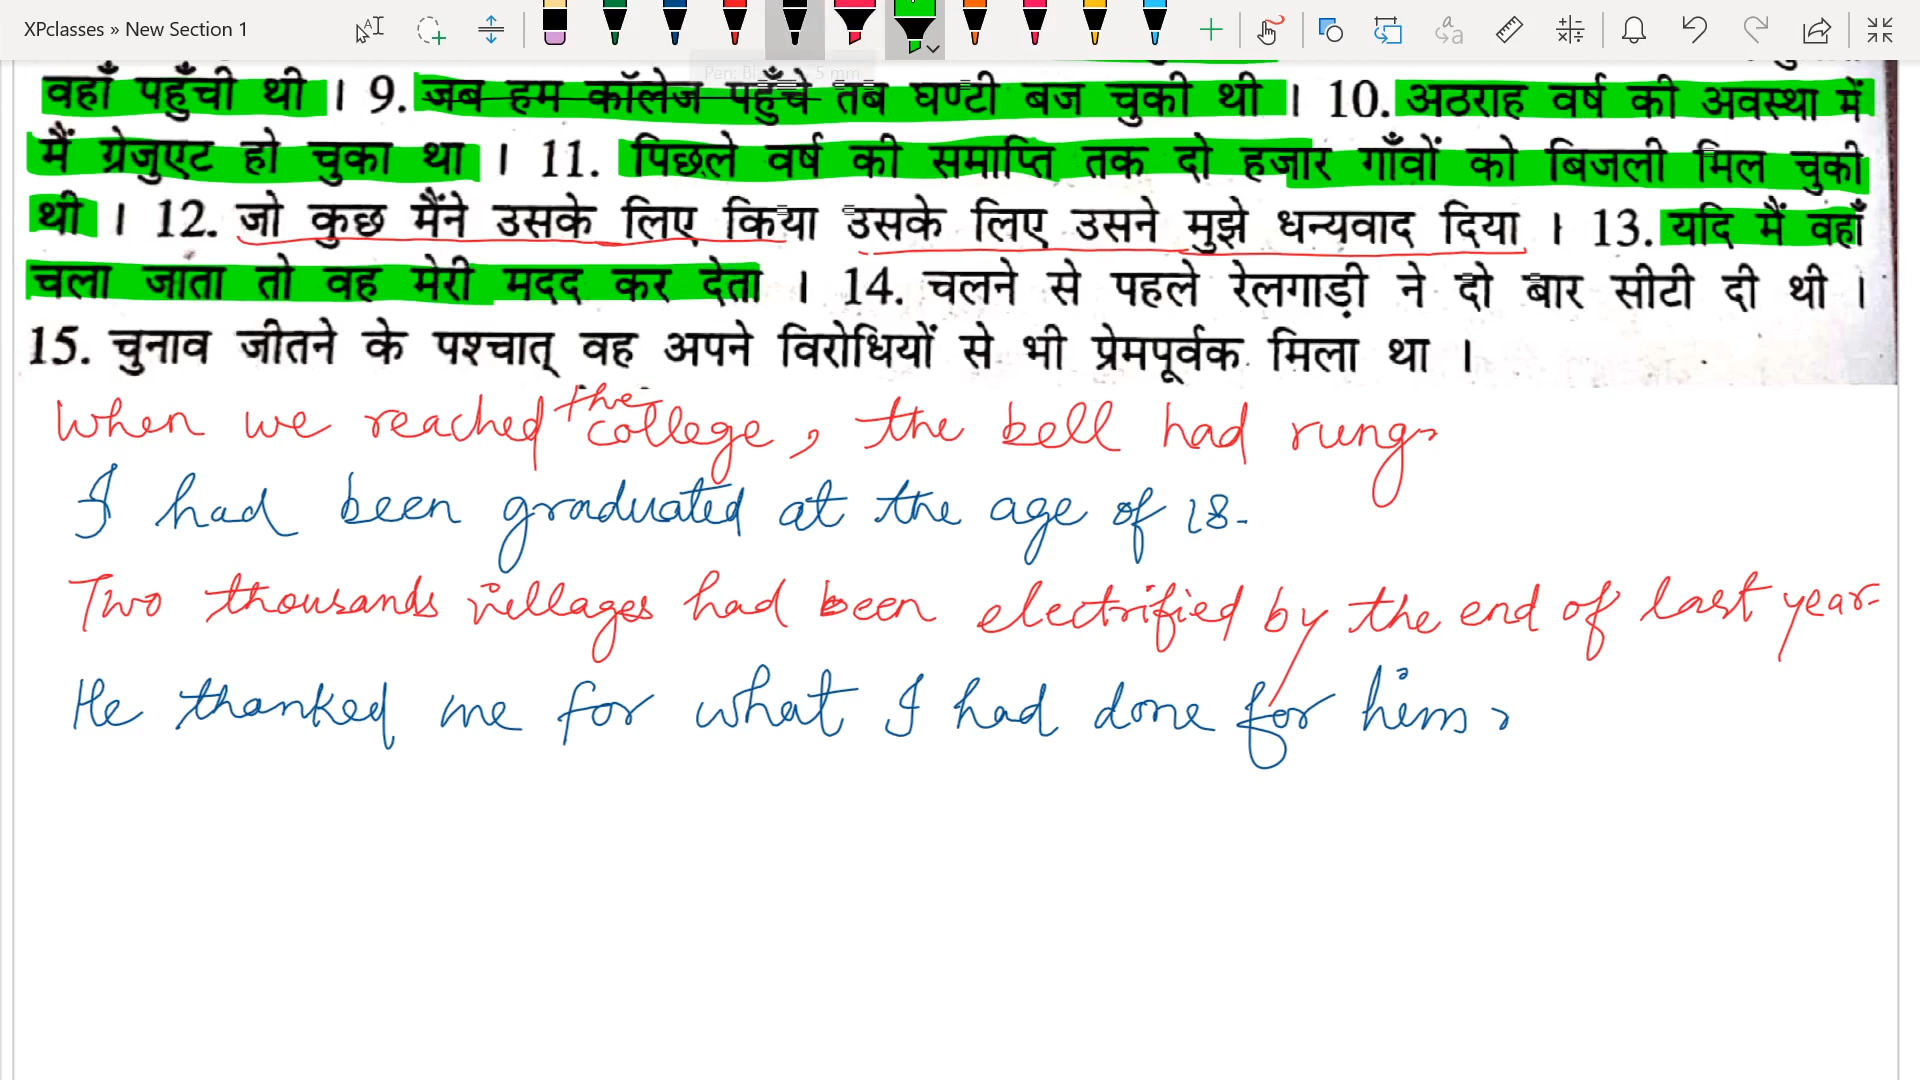 XPclasses » New Section 1
वहाँ पहुँची थी । 9. जब हम कॉलेज पहुँचे तब घण्टी बज चुकी थी । 10. अठराह वर्ष की अवस्था में
मैं ग्रेजुएट हो चुका था । 11. पिछले वर्ष की समाप्ति तक दो हजार गाँवों को बिजली मिल चुकी
थी । 12. जो कुछ मैंने उसके लिए किया उसके लिए उसने मुझे धन्यवाद दिया । 13. यदि मैं वहाँ
चला जाता तो वह मेरी मदद कर देता । 14. चलने से पहले रेलगाड़ी ने दो बार सीटी दी थी ।
15. चुनाव जीतने के पश्चात् वह अपने विरोधियों से भी प्रेमपूर्वक मिला था ।
When we reached the college, the bell had rung.
I had been graduated at the age of 18.
Two thousands villages had been electrified by the end of last year.
He thanked me for what I had done for him.